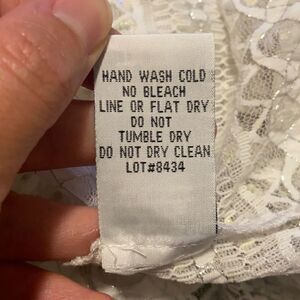 HAND WASH COLD
NO BLEACH
LINE OR FLAT DRY
DO NOT
TUMBLE DRY
DO NOT DRY CLEAN
LOT#8434